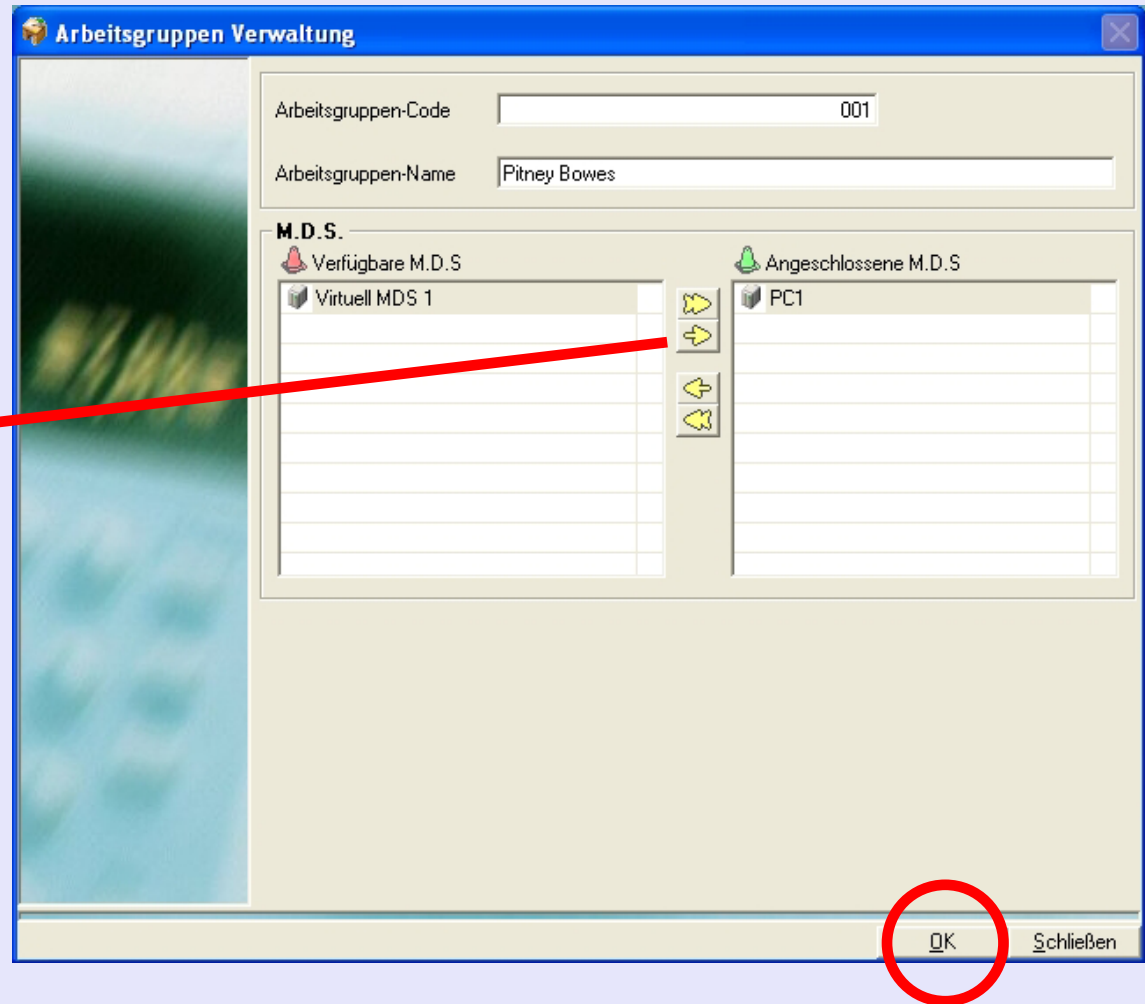 Arbeitsgruppen Verwaltung
Arbeitsgruppen-Code 001
Arbeitsgruppen-Name Pitney Bowes
M.D.S.
Verfügbare M.D.S Angeschlossene M.D.S
Virtuell MDS 1 PC1
OK Schließen